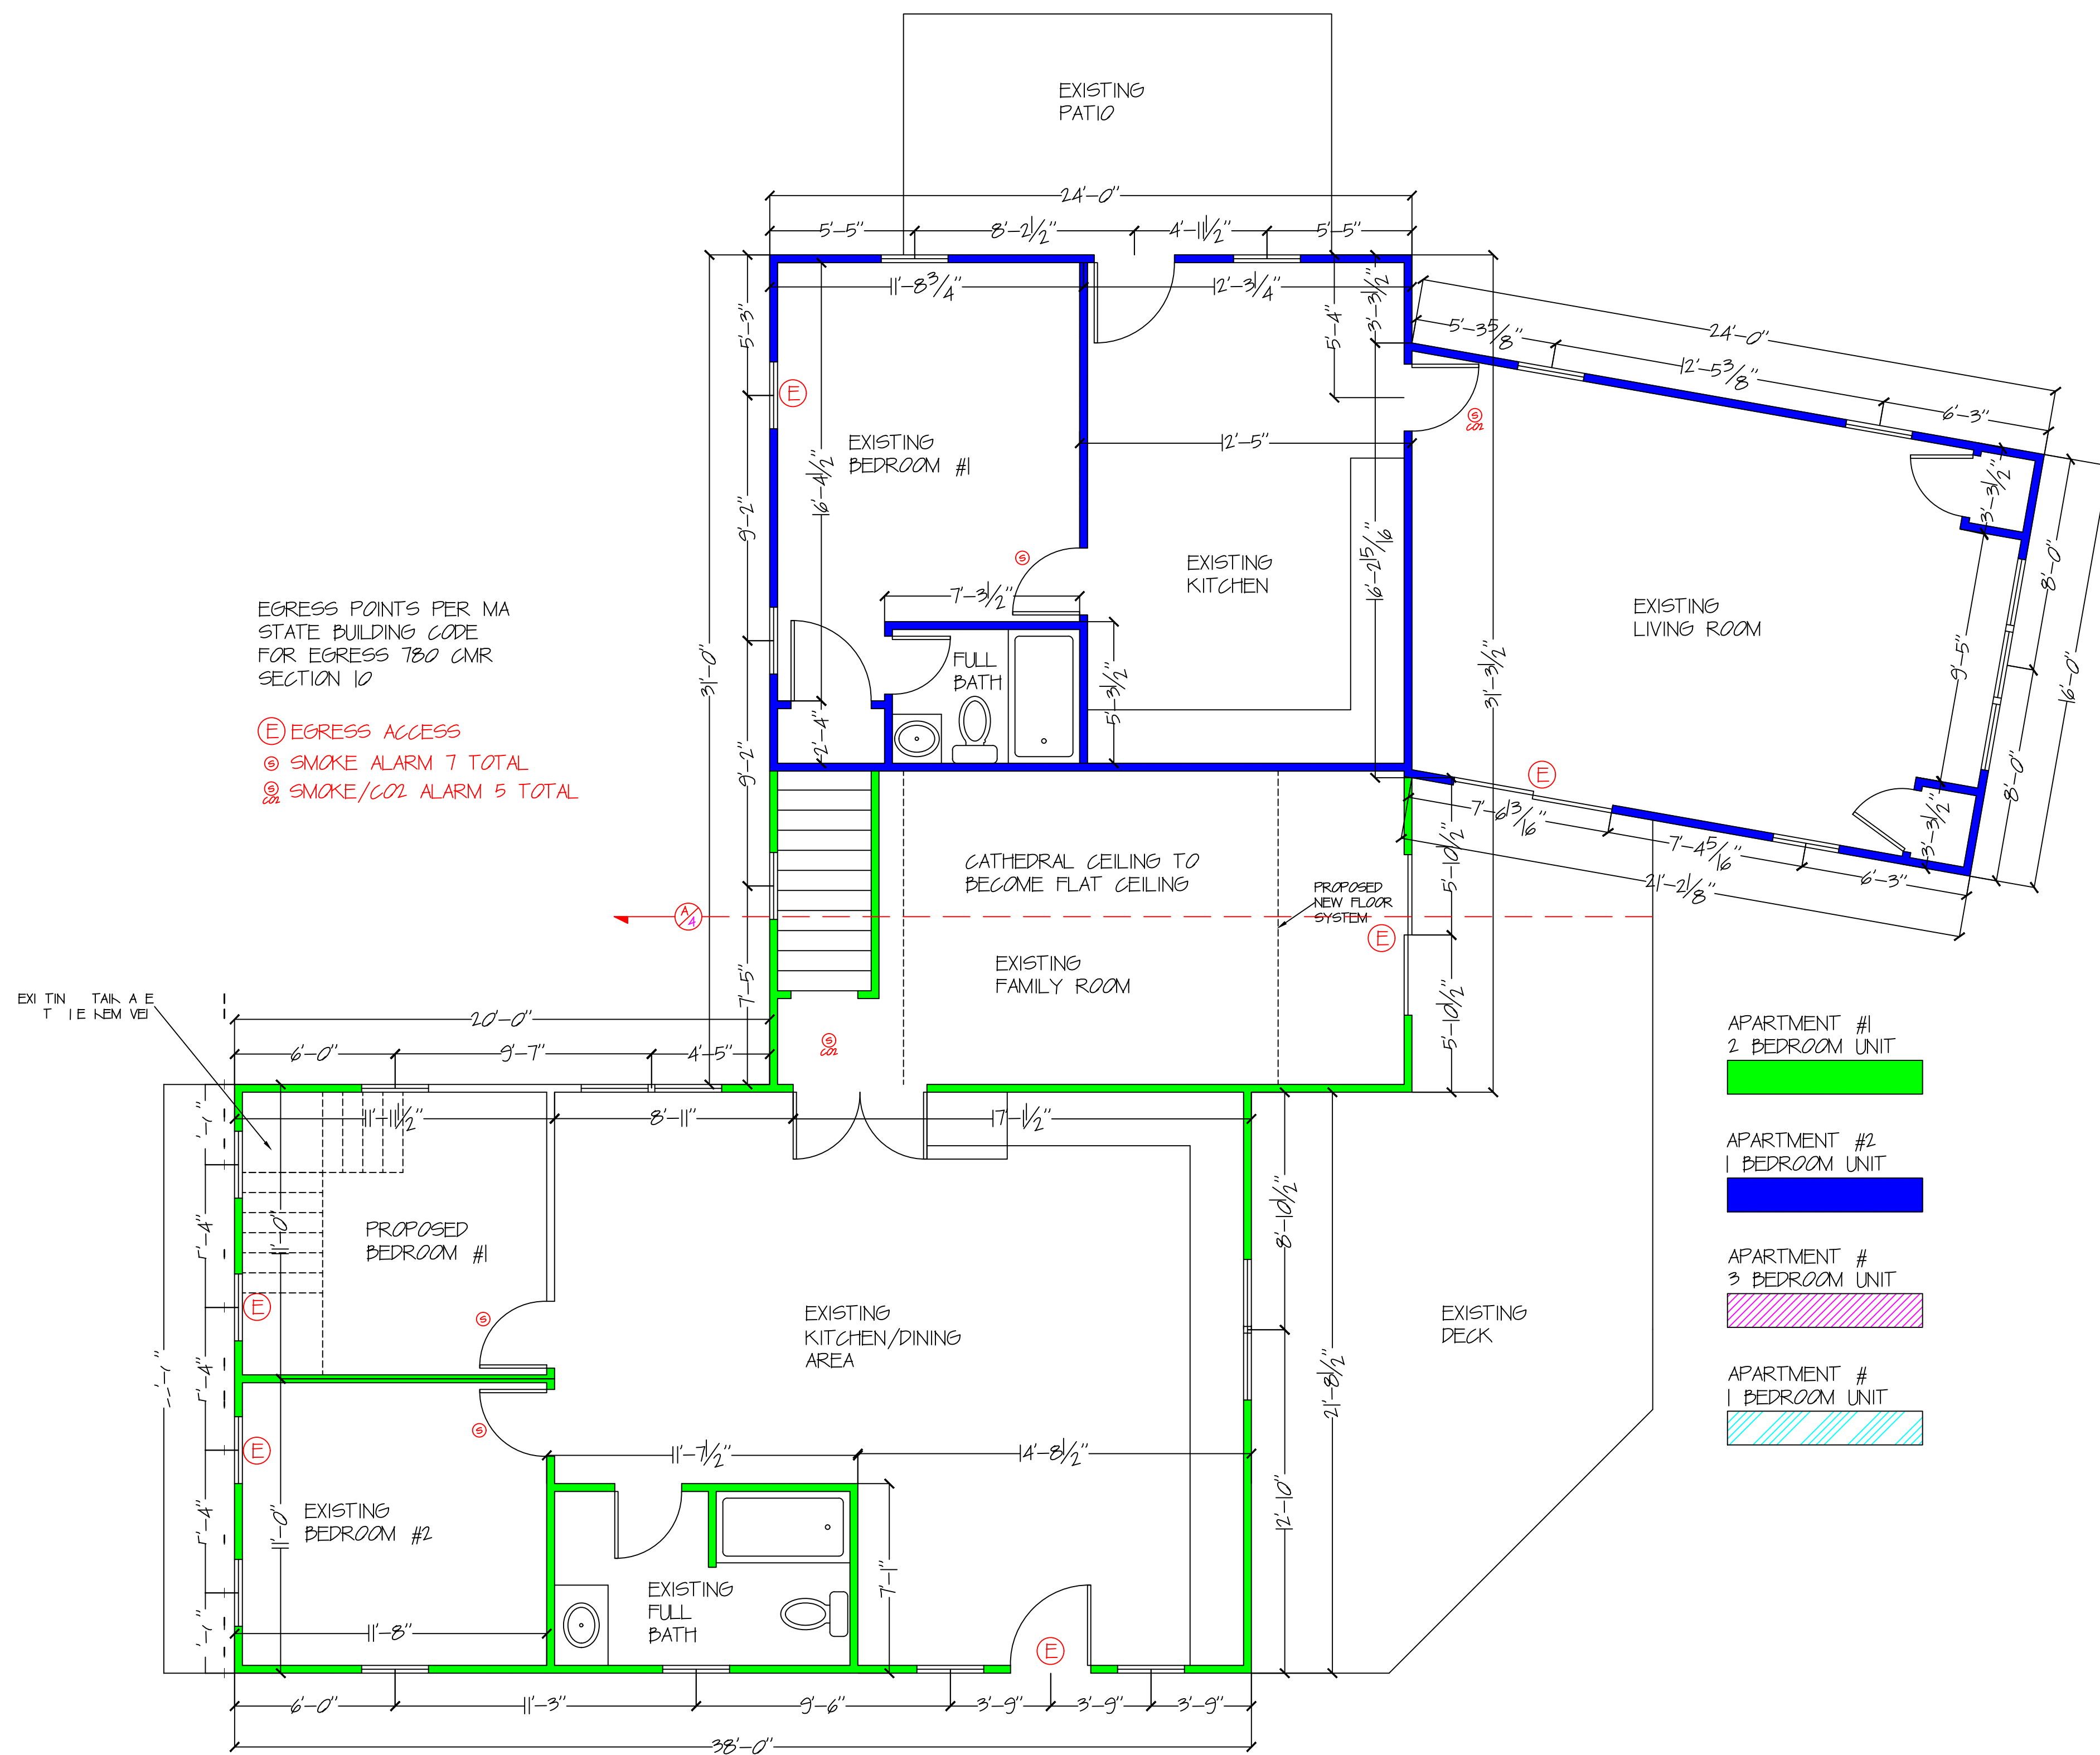 EXISTING
PATIO
24'-0"
5'-5"
8'-2 1/2"
4'-11 1/2"
5'-5"
11'-8 3/4"
12'-3 1/4"
5'-3"
5'-4"
3'-3 1/2"
5'-3 5/8"
24'-0"
12'-5 3/8"
6'-3"
E
S
CO2
EXISTING
BEDROOM #1
12'-5"
16'-4 1/2"
9'-2"
3'-3 1/2"
S
EXISTING
KITCHEN
16'-2 15/16"
8'-0"
7'-3 1/2"
EXISTING
LIVING ROOM
EGRESS POINTS PER MA
STATE BUILDING CODE
FOR EGRESS 780 CMR
SECTION 10
E EGRESS ACCESS
S SMOKE ALARM 7 TOTAL
S
CO2 SMOKE/CO2 ALARM 5 TOTAL
31'-0"
FULL
BATH
5'-3 1/2"
31'-3 1/2"
9'-5"
16'-0"
2'-4"
9'-2"
E
8'-0"
3'-3 1/2"
7'-6 13/16"
7'-4 5/16"
6'-3"
21'-2 1/8"
5'-10 1/2"
CATHEDRAL CEILING TO
BECOME FLAT CEILING
PROPOSED
NEW FLOOR
SYSTEM
A
4
E
EXISTING
FAMILY ROOM
7'-5"
5'-10 1/2"
20'-0"
6'-0"
9'-7"
4'-5"
S
CO2
APARTMENT #1
2 BEDROOM UNIT
11'-11 1/2"
8'-11"
17'-1 1/2"
APARTMENT #2
1 BEDROOM UNIT
8'-10 1/2"
11'-0"
PROPOSED
BEDROOM #1
APARTMENT #
3 BEDROOM UNIT
E
S
EXISTING
KITCHEN/DINING
AREA
EXISTING
DECK
21'-8 1/2"
APARTMENT #
1 BEDROOM UNIT
S
E
11'-7 1/2"
14'-8 1/2"
12'-10"
EXISTING
BEDROOM #2
11'-0"
7'-1"
EXISTING
FULL
BATH
11'-8"
E
6'-0"
11'-3"
9'-6"
3'-9"
3'-9"
3'-9"
38'-0"